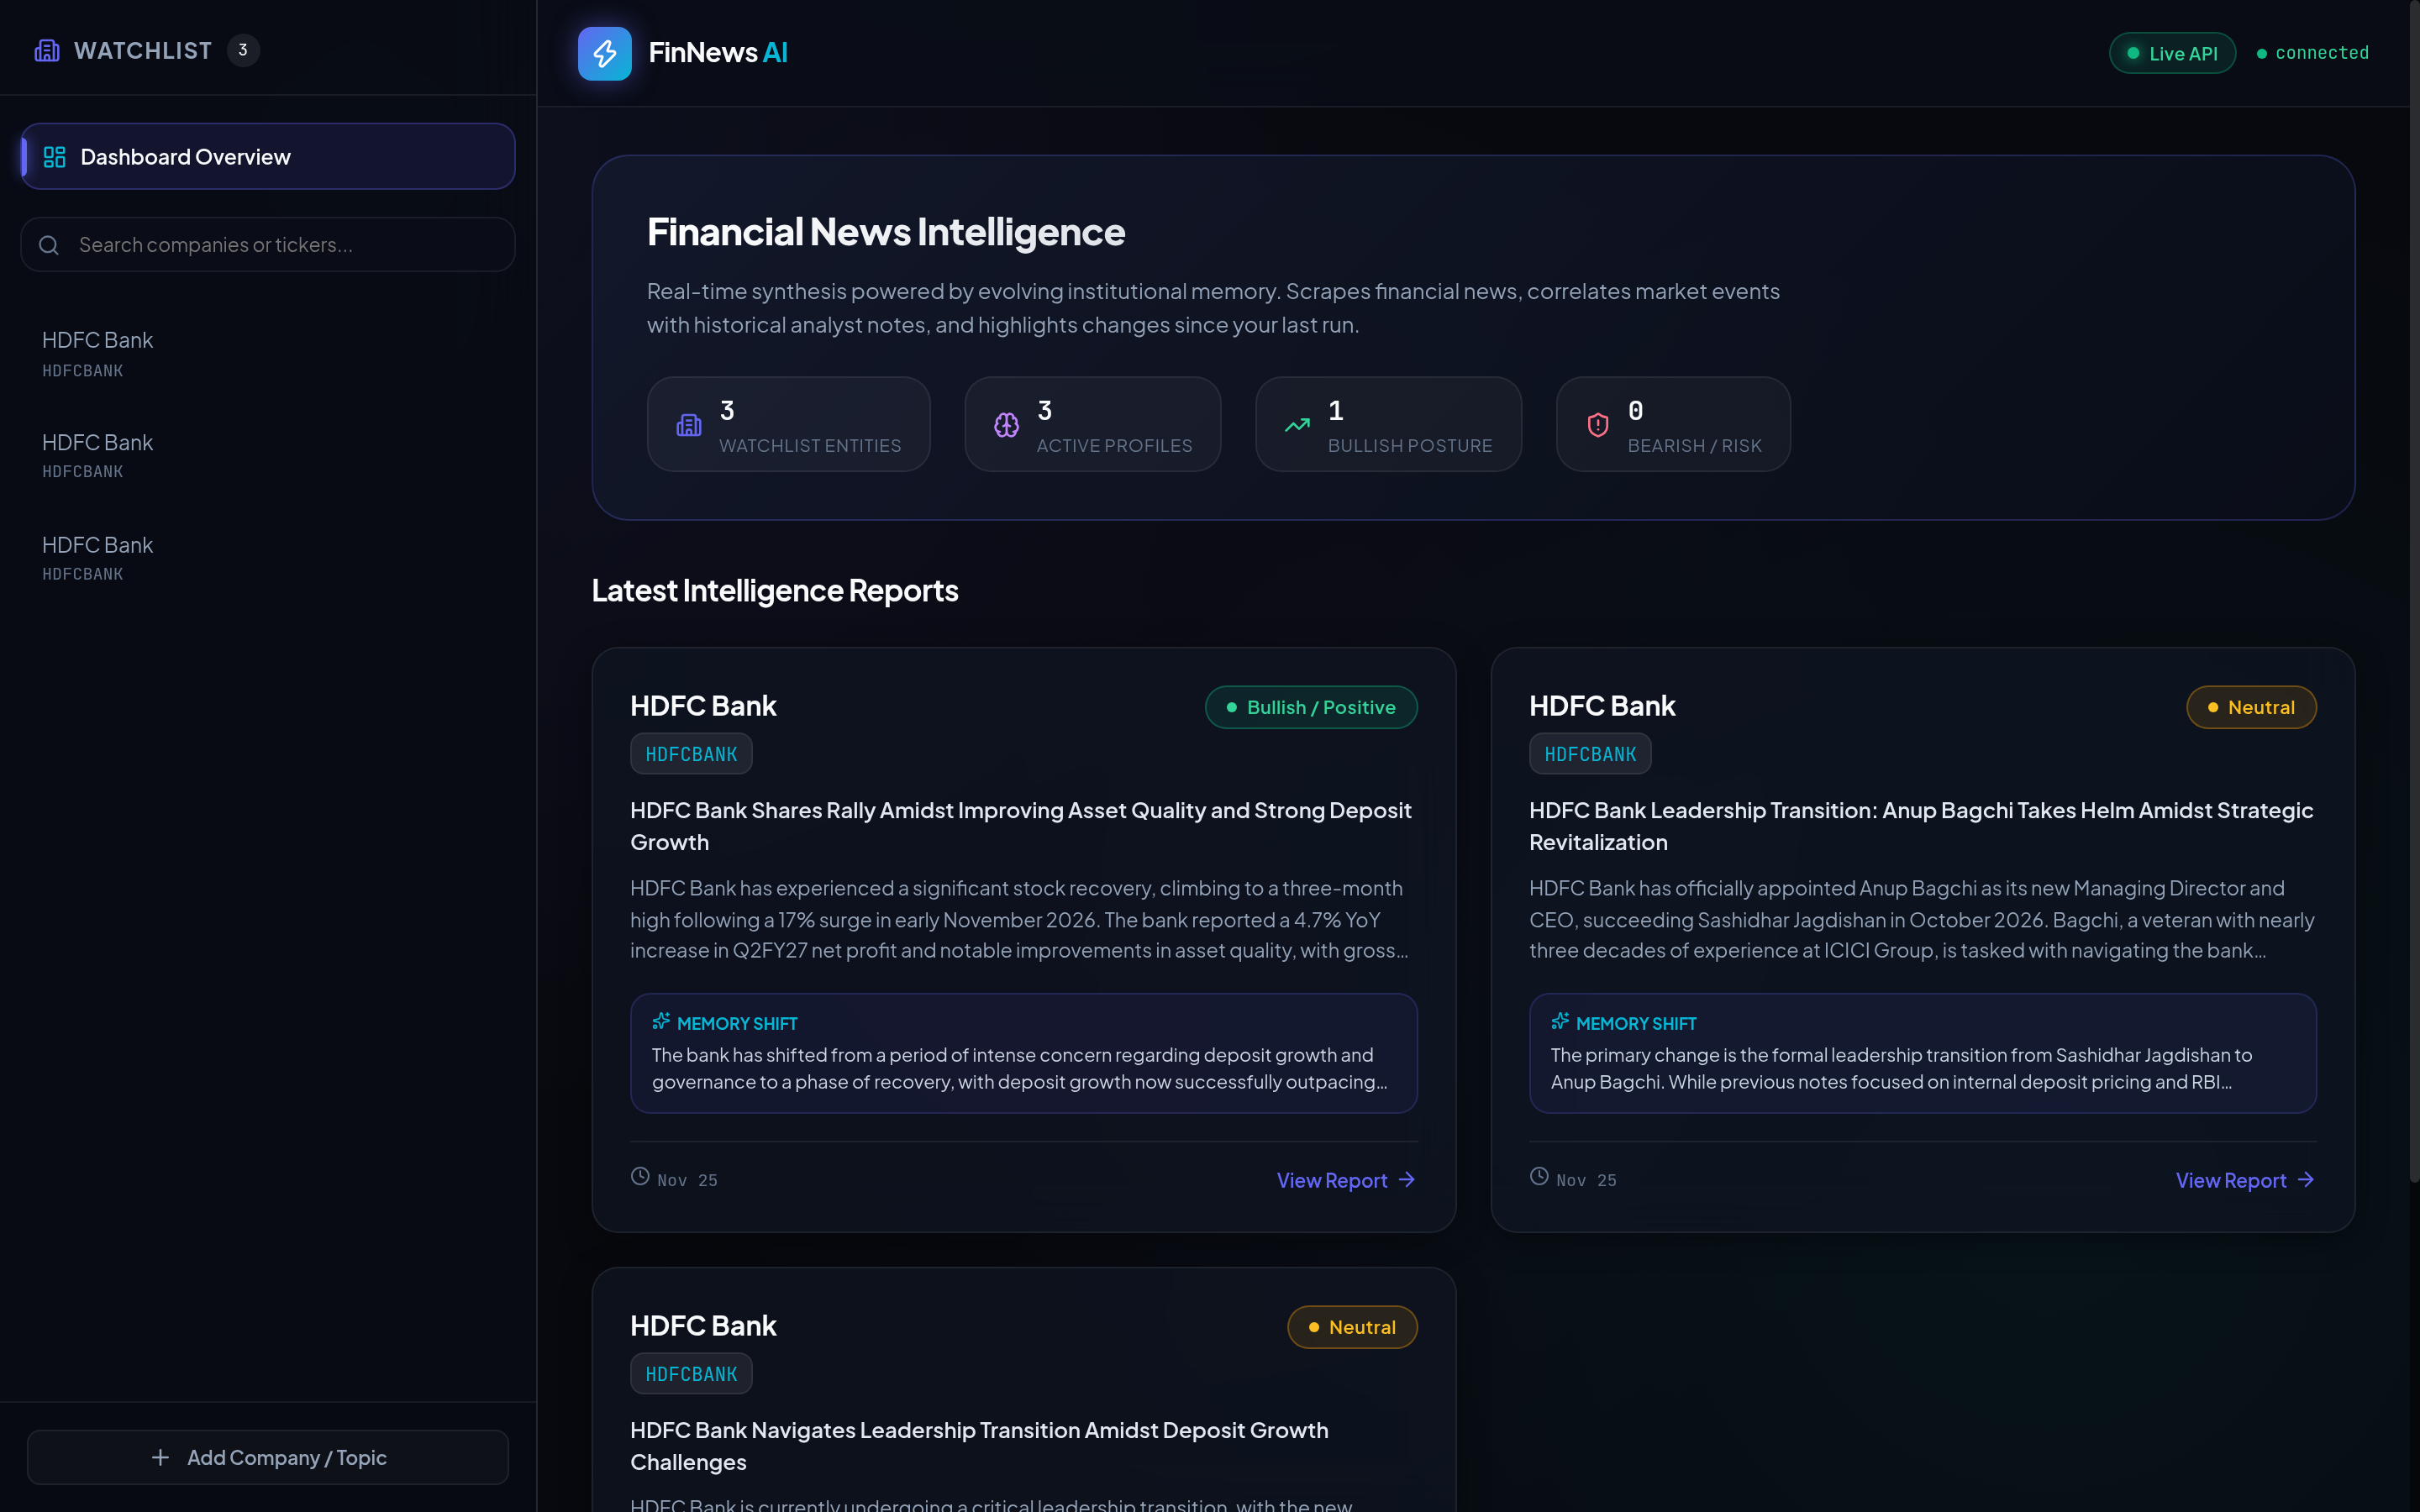 WATCHLIST 3
Dashboard Overview
Search companies or tickers...
HDFC Bank
HDFCBANK
HDFC Bank
HDFCBANK
HDFC Bank
HDFCBANK
Add Company / Topic
FinNews AI
Live API
connected
Financial News Intelligence
Real-time synthesis powered by evolving institutional memory. Scrapes financial news, correlates market events
with historical analyst notes, and highlights changes since your last run.
3
WATCHLIST ENTITIES
3
ACTIVE PROFILES
1
BULLISH POSTURE
0
BEARISH / RISK
Latest Intelligence Reports
HDFC Bank
Bullish / Positive
HDFCBANK
HDFC Bank Shares Rally Amidst Improving Asset Quality and Strong Deposit
Growth
HDFC Bank has experienced a significant stock recovery, climbing to a three-month
high following a 17% surge in early November 2026. The bank reported a 4.7% YoY
increase in Q2FY27 net profit and notable improvements in asset quality, with gross...
MEMORY SHIFT
The bank has shifted from a period of intense concern regarding deposit growth and
governance to a phase of recovery, with deposit growth now successfully outpacing...
Nov 25
View Report
HDFC Bank
Neutral
HDFCBANK
HDFC Bank Leadership Transition: Anup Bagchi Takes Helm Amidst Strategic
Revitalization
HDFC Bank has officially appointed Anup Bagchi as its new Managing Director and
CEO, succeeding Sashidhar Jagdishan in October 2026. Bagchi, a veteran with nearly
three decades of experience at ICICI Group, is tasked with navigating the bank...
MEMORY SHIFT
The primary change is the formal leadership transition from Sashidhar Jagdishan to
Anup Bagchi. While previous notes focused on internal deposit pricing and RBI...
Nov 25
View Report
HDFC Bank
Neutral
HDFCBANK
HDFC Bank Navigates Leadership Transition Amidst Deposit Growth
Challenges
HDFC Bank is currently undergoing a critical leadership transition, with the new